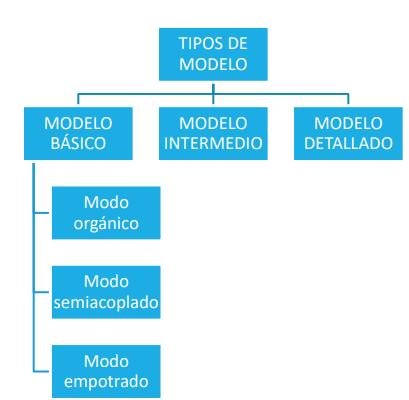 TIPOS DE
MODELO
MODELO
BÁSICO
MODELO
INTERMEDIO
MODELO
DETALLADO
Modo
orgánico
Modo
semiacoplado
Modo
empotrado